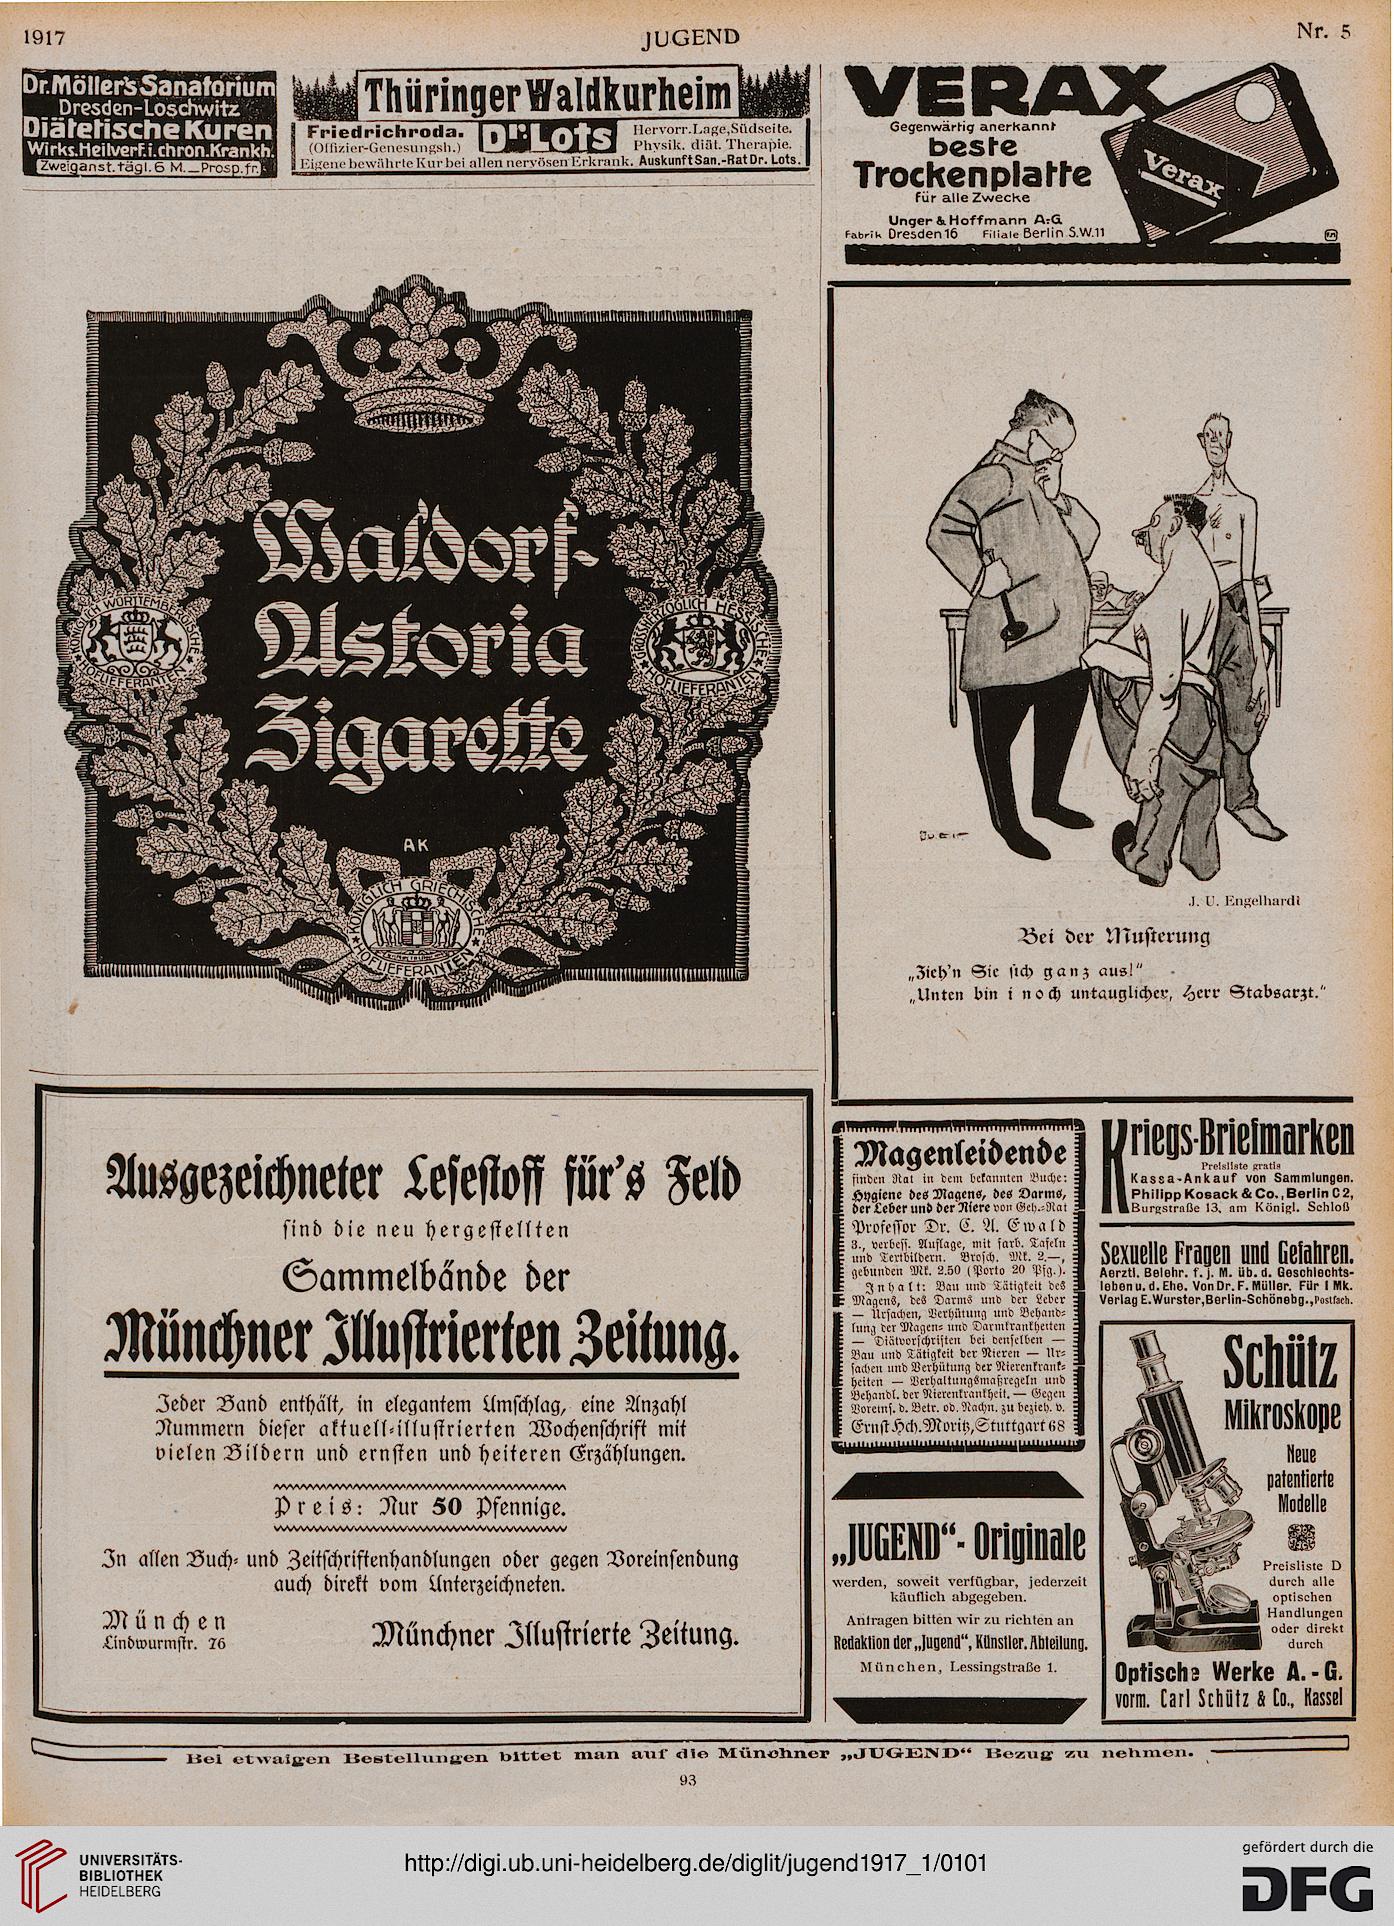 1917
JUGEND
Nr. 5
Dr. Möller's Sanatorium
Dresden-Loschwitz
Diätetische Kuren
Wirks. Heilverf. i. chron. Krankh.
Zweiganst. tägl. 6 M. — Prosp. fr.
Thüringer Waldkurheim
Friedrichroda.
(Offizier-Genesungsh.)
Dr. Lots
Hervorr. Lage, Südseite.
Physik. diät. Therapie.
Eigene bewährte Kur bei allen nervösen Erkrank. Auskunft San.-Rat Dr. Lots.
VERAX
Gegenwärtig anerkannt
beste
Trockenplatte
für alle Zwecke
Unger & Hoffmann A.-G.
Fabrik Dresden 16 Filiale Berlin S.W. 11
Verax
Waldorf-
Astoria
Zigarette
KÖNIGLICH WÜRTTEMBERGISCHE
HOFLIEFERANTEN
GROSSHERZOGLICH HESSISCHE
HOFLIEFERANTEN
AK
KÖNIGLICH GRIECHISCHE
HOFLIEFERANTEN
J. U. Engelhardt
Bei der Musterung
„Zieh'n Sie sich ganz aus!“
„Unten bin i noch untauglicher, Herr Stabsarzt.“
Ausgezeichneter Lesestoff für's Feld
sind die neu hergestellten
Sammelbände der
Münchner Illustrierten Zeitung.
Jeder Band enthält, in elegantem Umschlag, eine Anzahl
Nummern dieser aktuell-illustrierten Wochenschrift mit
vielen Bildern und ernsten und heiteren Erzählungen.
Preis: Nur 50 Pfennige.
In allen Buch- und Zeitschriftenhandlungen oder gegen Voreinsendung
auch direkt vom Unterzeichneten.
München
Lindwurmstr. 76
Münchner Illustrierte Zeitung.
Magenleidende
finden Rat in dem bekannten Buche:
Hygiene des Magens, des Darms,
der Leber und der Niere von Geh.-Rat
Professor Dr. C. A. Ewald
3., verbess. Auflage, mit farb. Tafeln
und Textbildern. Brosch. Mk. 2.—,
gebunden Mk. 2.50 (Porto 20 Pfg.).
Inhalt: Bau und Tätigkeit des
Magens, des Darms und der Leber
— Ursachen, Verhütung und Behand-
lung der Magen- und Darmkrankheiten
— Diätvorschriften bei denselben —
Bau und Tätigkeit der Nieren — Ur-
sachen und Verhütung der Nierenkrank-
heiten — Verhaltungsmaßregeln und
Behandl. der Nierenkrankheit. — Gegen
Voreins. d. Betr. od. Nachn. zu bezieh. v.
Ernst Hch. Moritz, Stuttgart 68
Kriegs-Briefmarken
Preisliste gratis
Kassa-Ankauf von Sammlungen.
Philipp Kosack & Co., Berlin C 2,
Burgstraße 13, am Königl. Schloß
Sexuelle Fragen und Gefahren.
Aerztl. Belehr. f. j. M. üb. d. Geschlechts-
leben u. d. Ehe. Von Dr. F. Müller. Für 1 Mk.
Verlag E. Wurster, Berlin-Schönebg., Postfach.
„JUGEND“-Originale
werden, soweit verfügbar, jederzeit
käuflich abgegeben.
Anfragen bitten wir zu richten an
Redaktion der „Jugend“, Künstler. Abteilung.
München, Lessingstraße 1.
Schütz
Mikroskope
Neue
patentierte
Modelle
Preisliste D
durch alle
optischen
Handlungen
oder direkt
durch
Optische Werke A.-G.
vorm. Carl Schütz & Co., Kassel
Bei etwaigen Bestellungen bittet man auf die Münchner „JUGEND“ Bezug zu nehmen.
93
UNIVERSITÄTS-
BIBLIOTHEK
HEIDELBERG
http://digi.ub.uni-heidelberg.de/diglit/jugend1917_1/0101
gefördert durch die
DFG